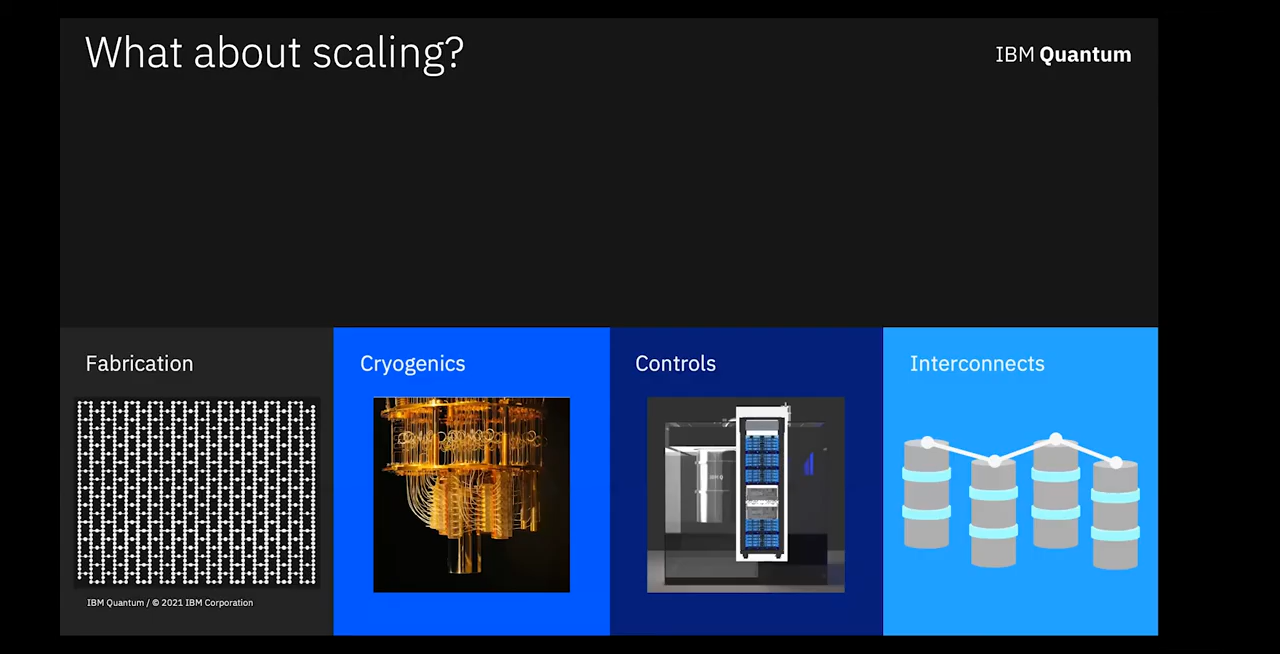 What about scaling?
IBM Quantum
Fabrication
Cryogenics
Controls
Interconnects
IBM Quantum / © 2021 IBM Corporation